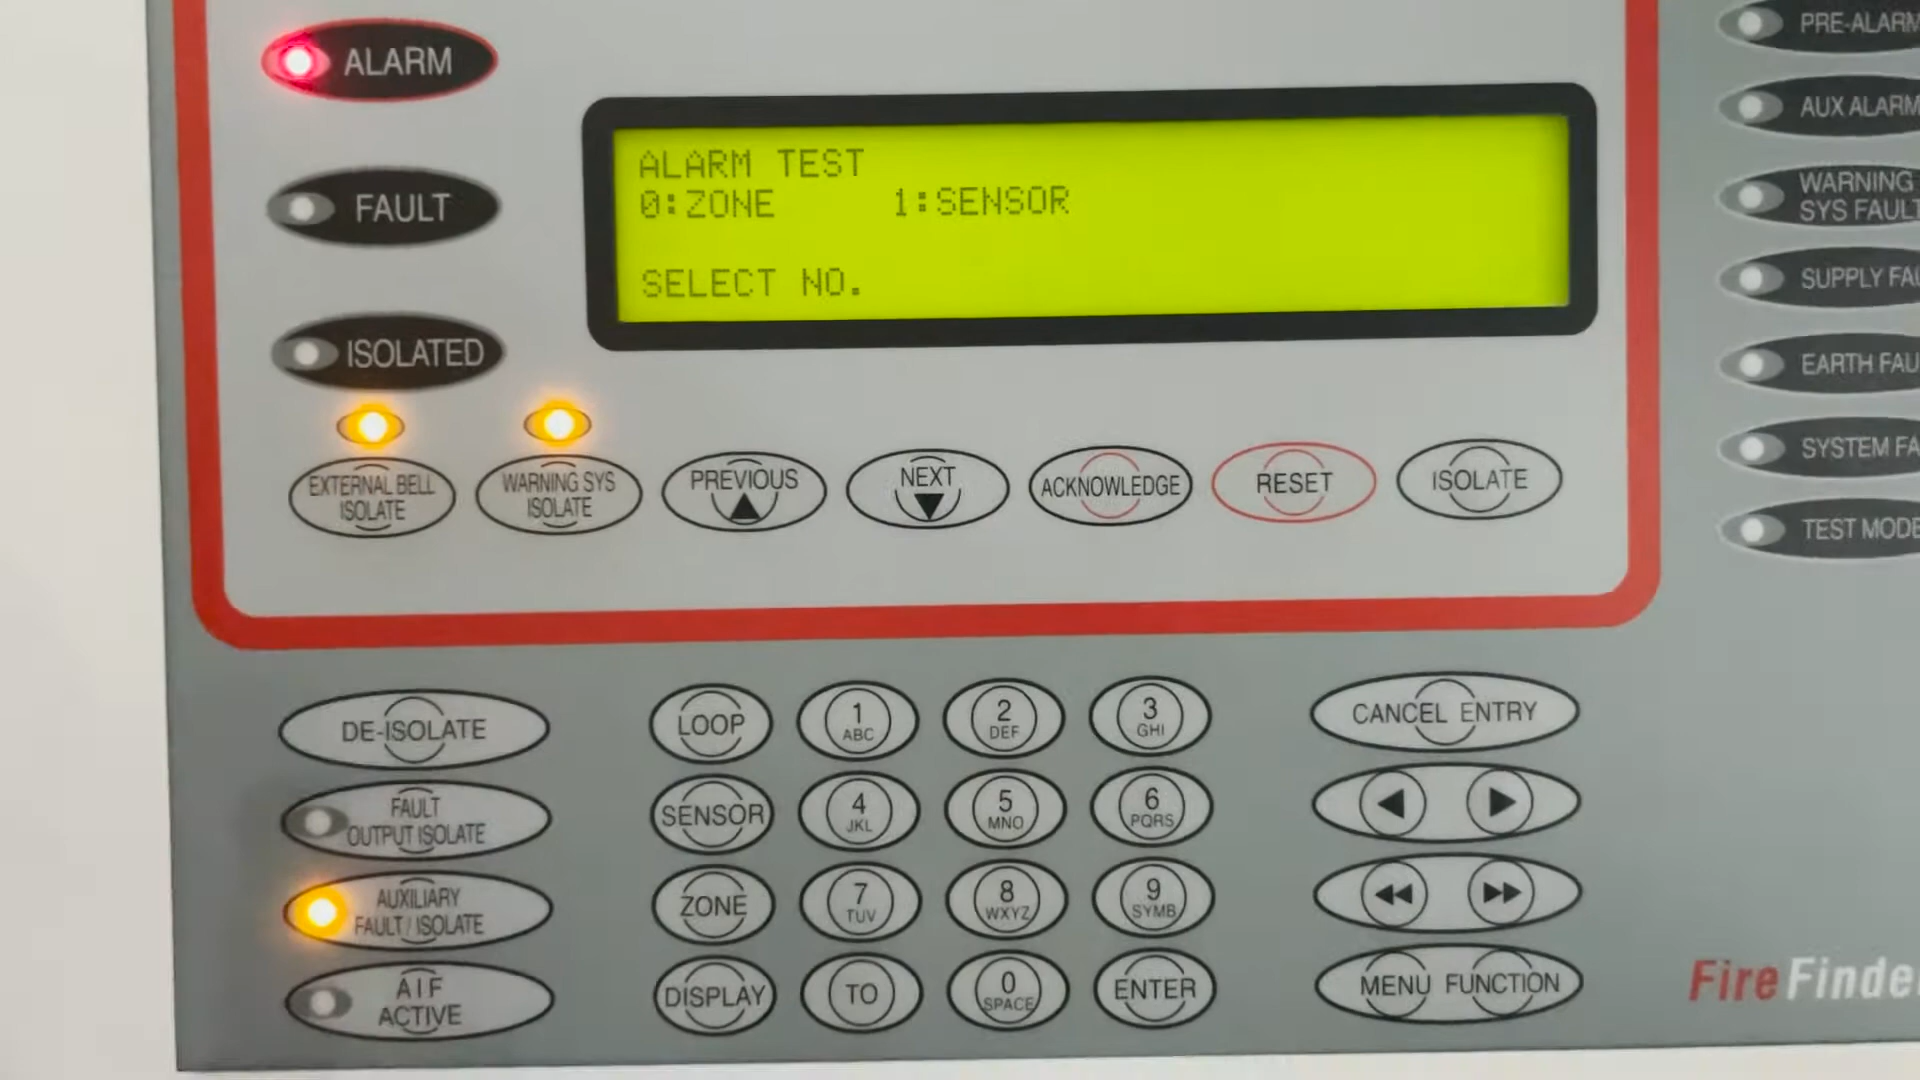 ALARM
FAULT
ISOLATED
ALARM TEST
0:ZONE 1:SENSOR
SELECT NO.
EXTERNAL BELL
ISOLATE
WARNING SYS
ISOLATE
PREVIOUS
NEXT
ACKNOWLEDGE
RESET
ISOLATE
PRE-ALARM
AUX ALARM
WARNING
SYS FAULT
SUPPLY FAU
EARTH FAU
SYSTEM FA
TEST MODE
DE-ISOLATE
FAULT
OUTPUT ISOLATE
AUXILIARY
FAULT / ISOLATE
AIF
ACTIVE
LOOP
1
ABC
2
DEF
3
GHI
SENSOR
4
JKL
5
MNO
6
PQRS
ZONE
7
TUV
8
WXYZ
9
SYMB
DISPLAY
TO
0
SPACE
ENTER
CANCEL ENTRY
MENU FUNCTION
FireFinde